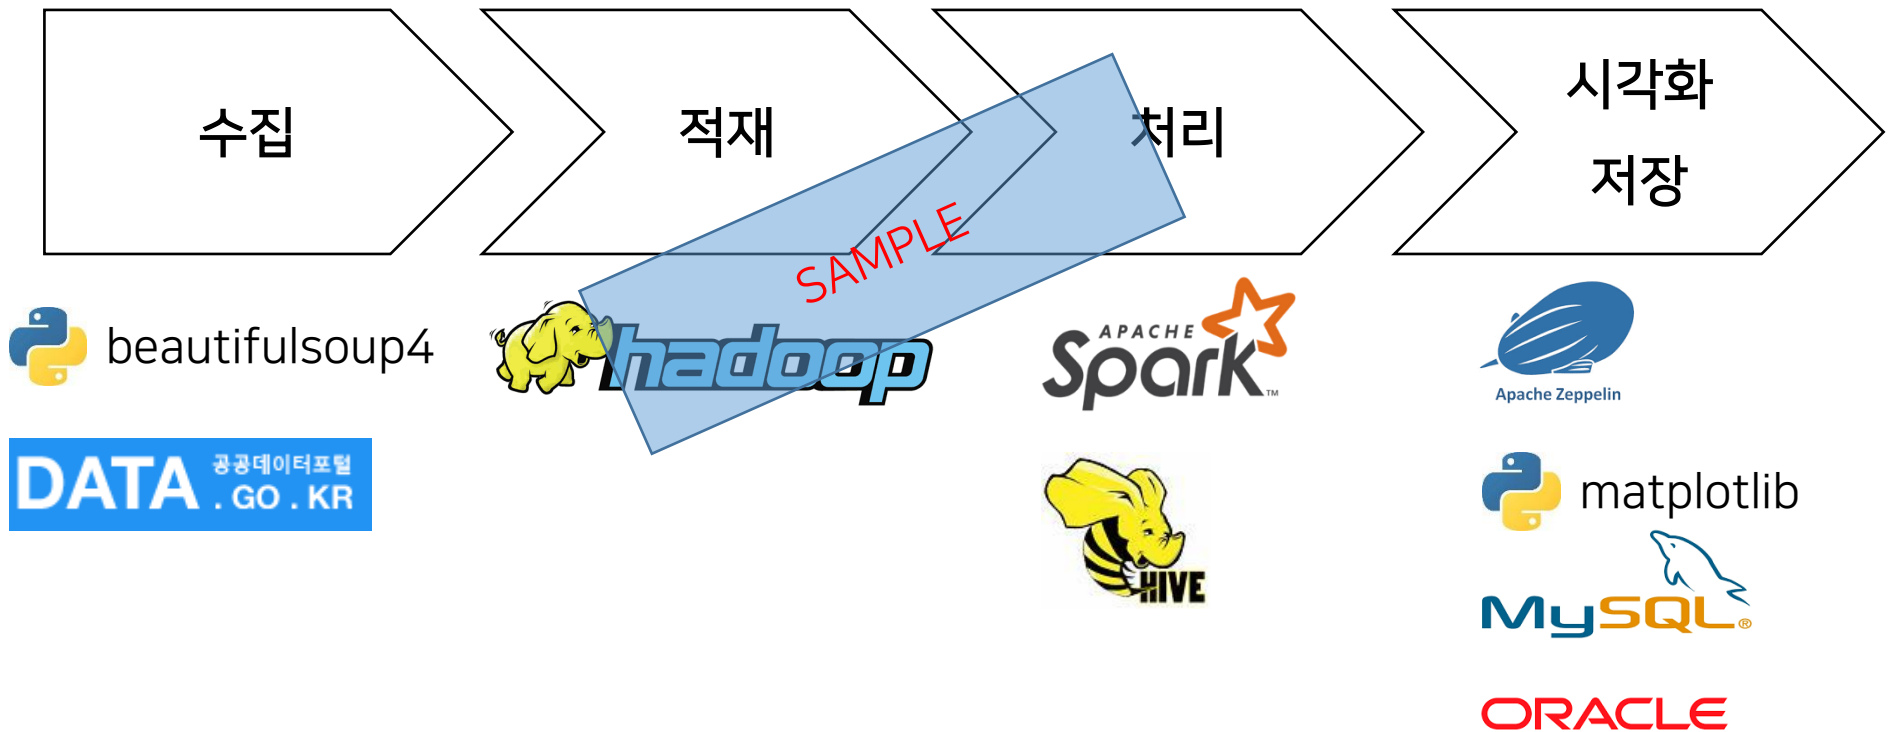 수집
적재
처리
시각화
저장
SAMPLE
beautifulsoup4
hadoop
APACHE
Spark™
Apache Zeppelin
DATA 공공데이터포털
. GO . KR
HIVE
matplotlib
MySQL®
ORACLE